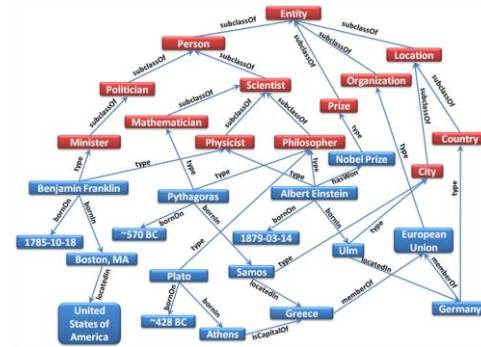 Entity
subclassOf
subclassOf
subclassOf
subclassOf
Person
Location
subclassOf
subclassOf
Organization
subclassOf
subclassOf
Politician
Scientist
Prize
subclassOf
subclassOf
subclassOf
subclassOf
type
type
Mathematician
Country
Minister
Physicist
Philosopher
Nobel Prize
City
type
type
type
type
type
hasWon
type
type
Benjamin Franklin
Pythagoras
Albert Einstein
bornOn
bornIn
bornOn
bornIn
type
bornOn
bornIn
type
1785-10-18
~570 BC
1879-03-14
European
Union
Boston, MA
Plato
Samos
type
Ulm
locatedIn
locatedIn
bornOn
bornIn
locatedIn
memberOf
memberOf
United
States of
America
~428 BC
Athens
isCapitalOf
Greece
Germany